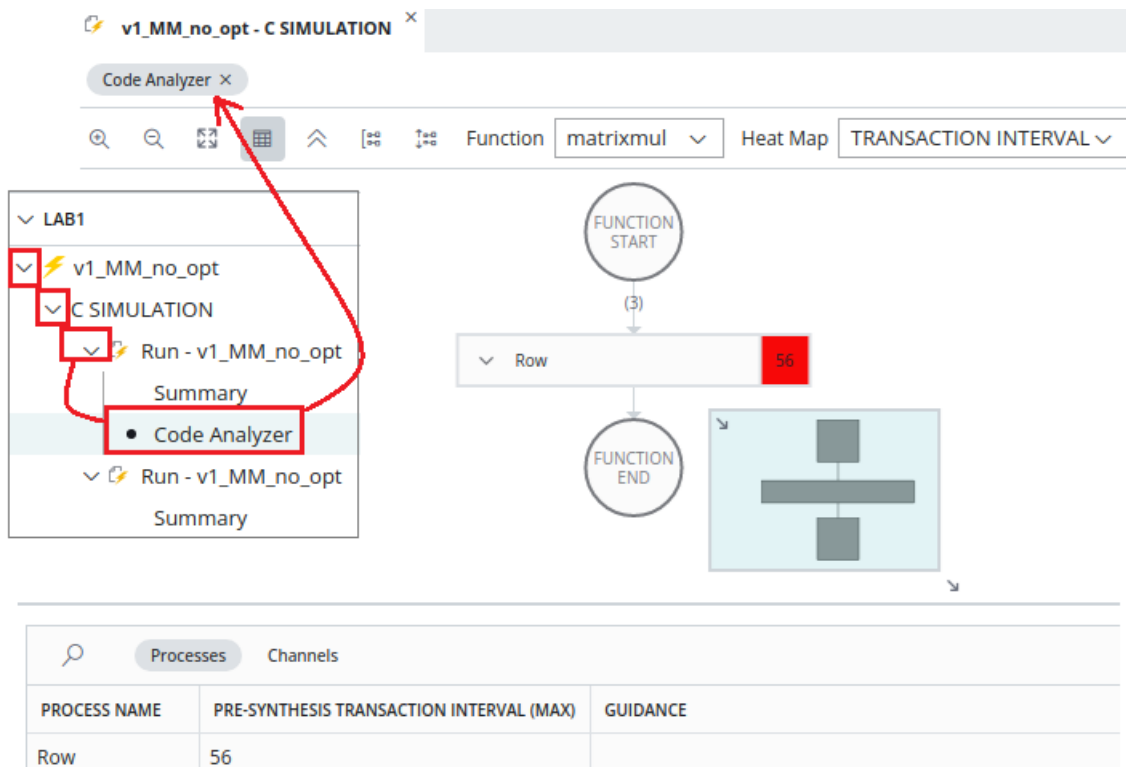 v1_MM_no_opt - C SIMULATION
Code Analyzer
Function matrixmul Heat Map TRANSACTION INTERVAL
LAB1
v1_MM_no_opt
C SIMULATION
Run - v1_MM_no_opt
Summary
Code Analyzer
Run - v1_MM_no_opt
Summary
FUNCTION
START
(3)
Row 56
FUNCTION
END
Processes Channels
PROCESS NAME PRE-SYNTHESIS TRANSACTION INTERVAL (MAX) GUIDANCE
Row 56